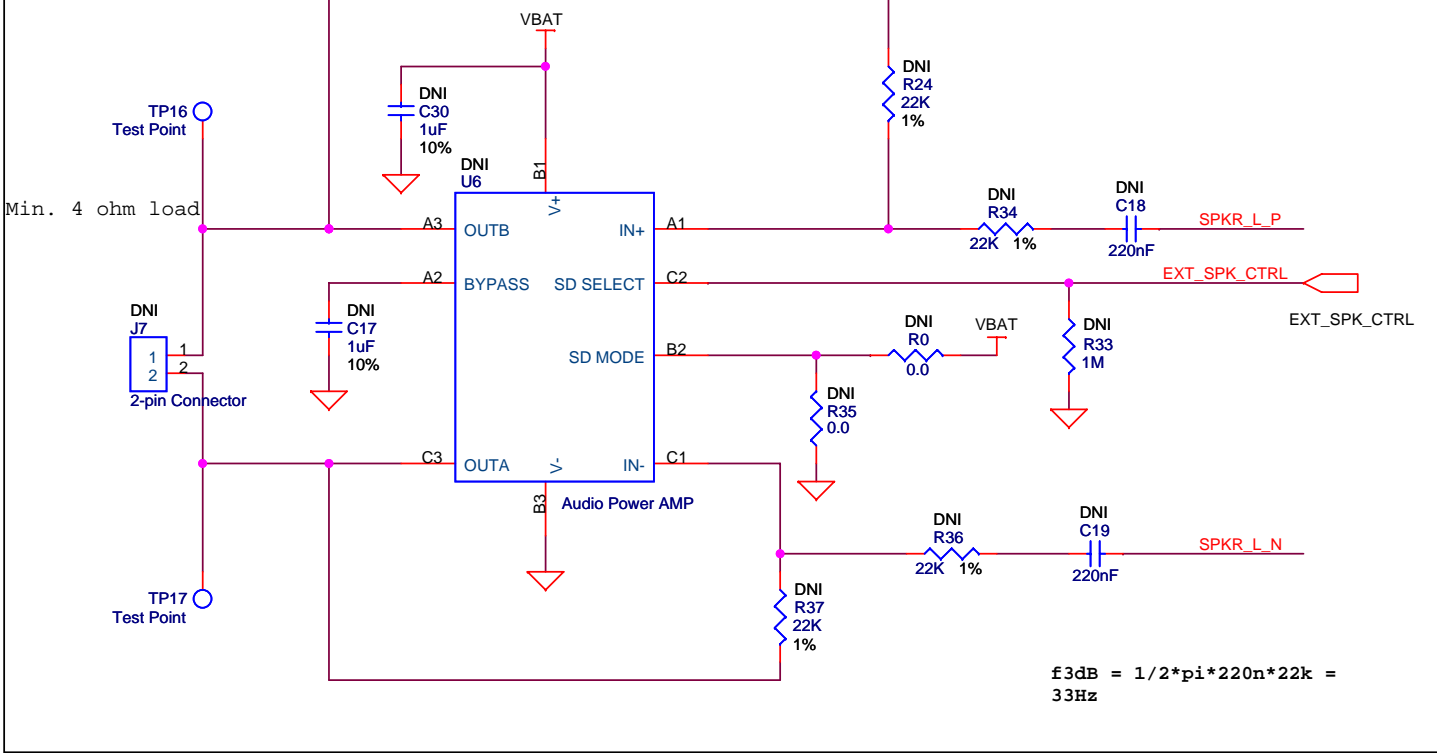 VBAT
DNI
C30
1uF
10%
DNI
R24
22K
1%
TP16
Test Point
DNI
U6
B1
V+
Min. 4 ohm load
A3
OUTB
IN+
A1
DNI
R34
22K 1%
DNI
C18
220nF
SPKR_L_P
A2
BYPASS
SD SELECT
C2
EXT_SPK_CTRL
EXT_SPK_CTRL
DNI
C17
1uF
10%
DNI
J7
1
2
1
2
2-pin Connector
SD MODE
B2
DNI
R0
0.0
VBAT
DNI
R33
1M
DNI
R35
0.0
C3
OUTA
V-
B3
IN-
C1
Audio Power AMP
DNI
R36
22K 1%
DNI
C19
220nF
SPKR_L_N
TP17
Test Point
DNI
R37
22K
1%
f3dB = 1/2*pi*220n*22k =
33Hz